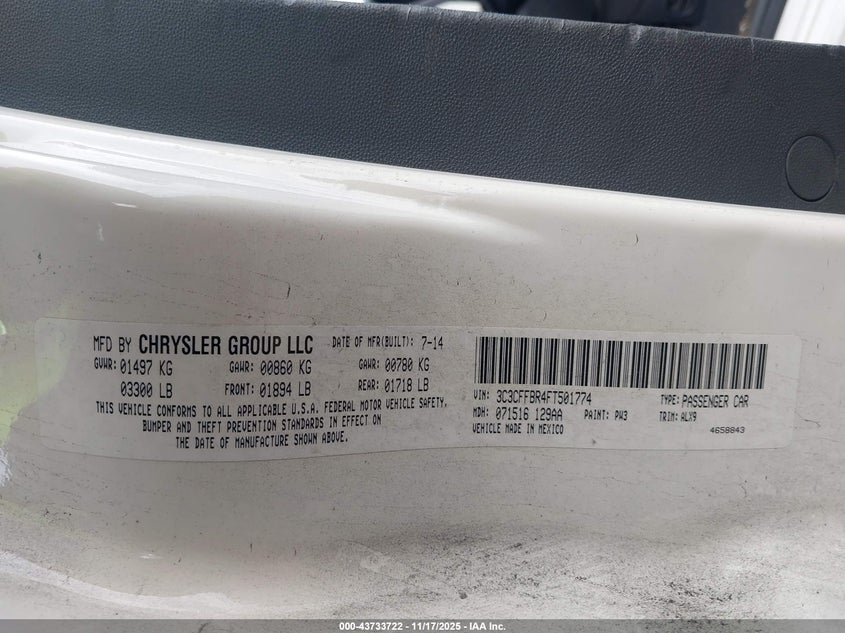 MFD BY CHRYSLER GROUP LLC DATE OF MFR(BUILT): 7-14
GVWR: 01497 KG GAWR: 00860 KG GAWR: 00780 KG
03300 LB FRONT: 01894 LB REAR: 01718 LB
THIS VEHICLE CONFORMS TO ALL APPLICABLE U.S.A. FEDERAL MOTOR VEHICLE SAFETY,
BUMPER AND THEFT PREVENTION STANDARDS IN EFFECT ON
THE DATE OF MANUFACTURE SHOWN ABOVE.
VIN: 3C3CFFBR4FT501774 TYPE: PASSENGER CAR
MDH: 071516 129AA PAINT: PW3 TRIM: ALX9
VEHICLE MADE IN MEXICO 4658843
000-43733722 - 11/17/2025 - IAA Inc.